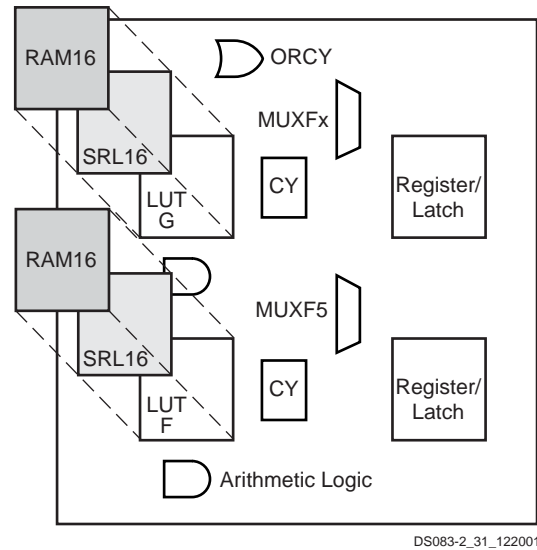 RAM16
ORCY
MUXFx
SRL16
LUT
G
CY
Register/
Latch
RAM16
MUXF5
SRL16
LUT
F
CY
Register/
Latch
Arithmetic Logic
DS083-2_31_122001